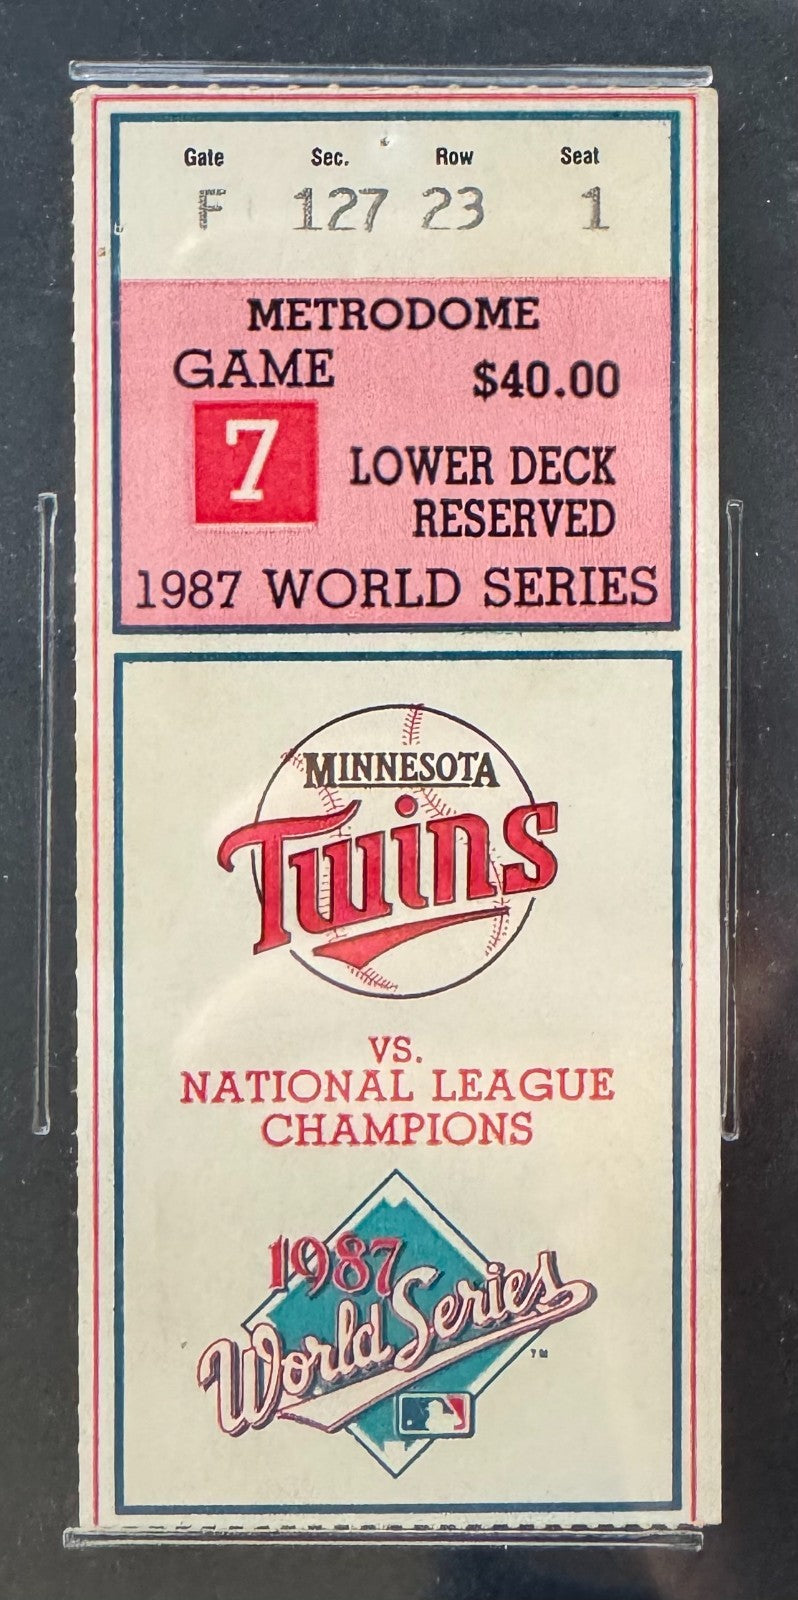 Gate Sec. Row Seat
F 127 23 1
METRODOME
GAME $40.00
7
LOWER DECK
RESERVED
1987 WORLD SERIES
MINNESOTA
Twins
VS.
NATIONAL LEAGUE
CHAMPIONS
1987
World Series
TM